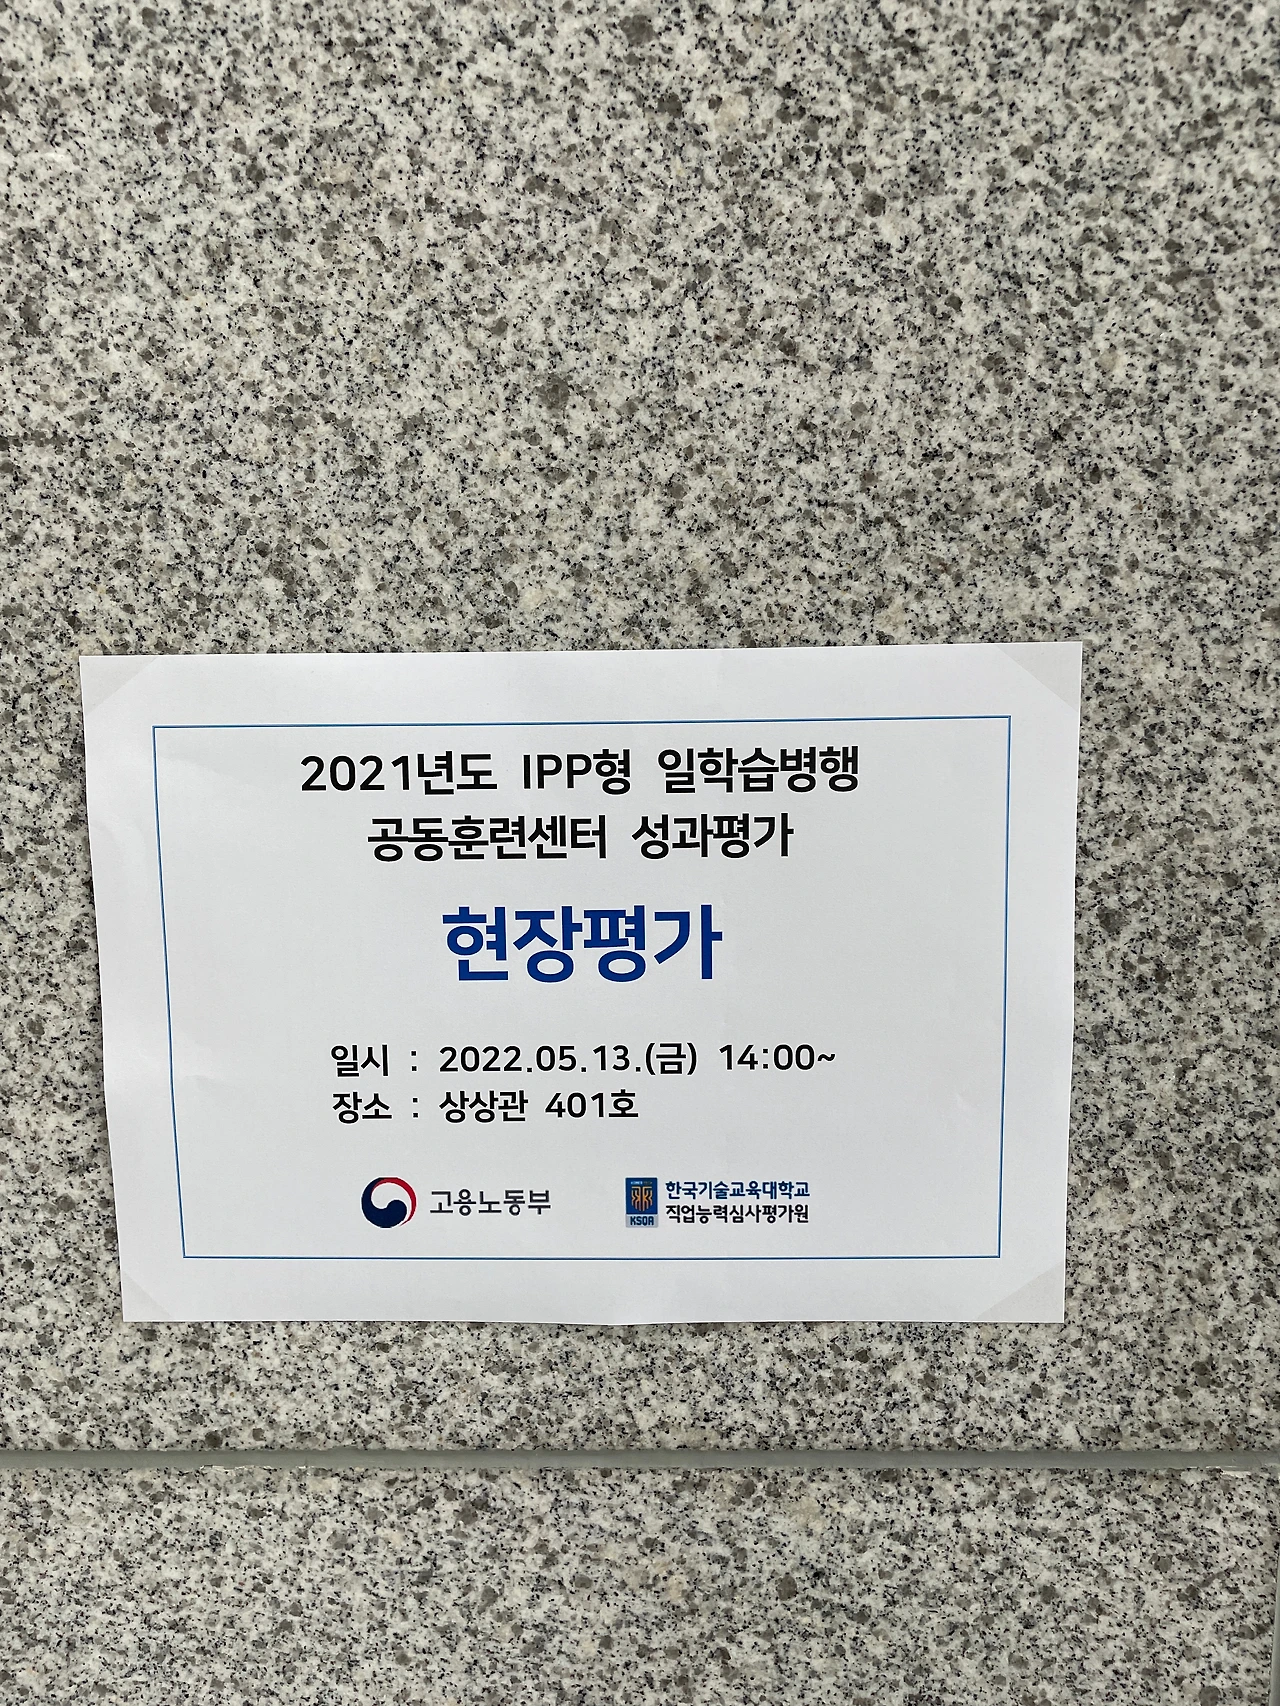 2021년도 IPP형 일학습병행
공동훈련센터 성과평가
현장평가
일시 : 2022.05.13.(금) 14:00~
장소 : 상상관 401호
고용노동부
KSQA
한국기술교육대학교
직업능력심사평가원